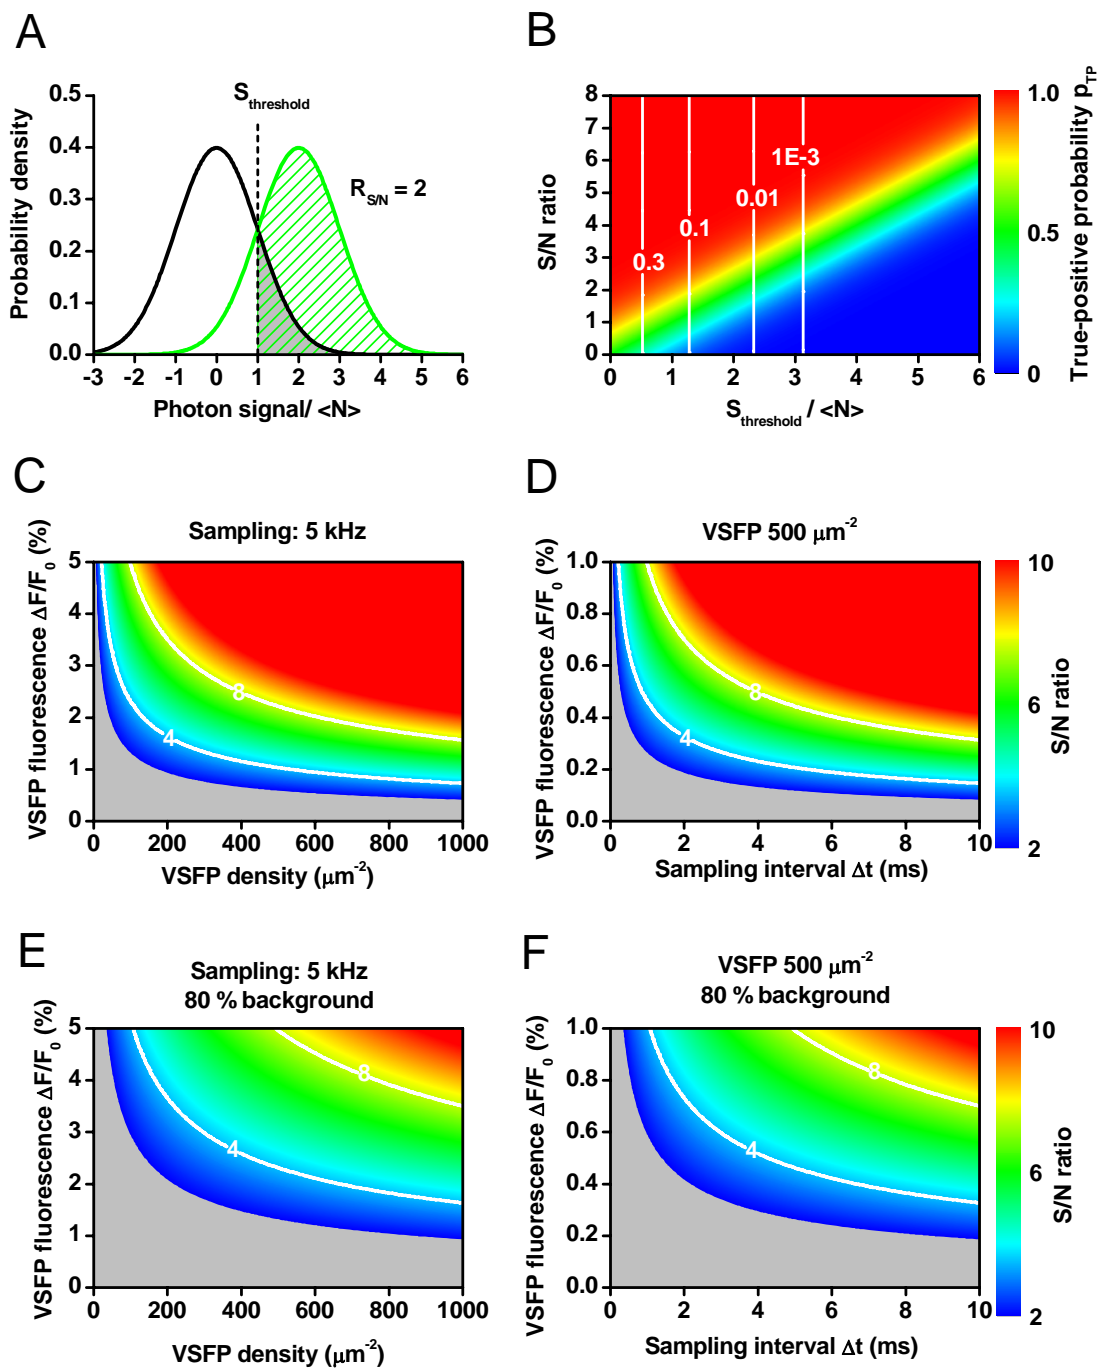 A
S_threshold
R_S/N = 2
Probability density
0.5
0.4
0.3
0.2
0.1
0.0
-3 -2 -1 0 1 2 3 4 5 6
Photon signal/ <N>
B
S/N ratio
8
7
6
5
4
3
2
1
0
0.3
0.1
0.01
1E-3
0 1 2 3 4 5 6
S_threshold / <N>
1.0
0.5
0
True-positive probability p_TP
C
Sampling: 5 kHz
VSFP fluorescence ΔF/F_0 (%)
5
4
3
2
1
0
8
4
0 200 400 600 800 1000
VSFP density (μm^-2)
D
VSFP 500 μm^-2
VSFP fluorescence ΔF/F_0 (%)
1.0
0.8
0.6
0.4
0.2
0.0
8
4
0 2 4 6 8 10
Sampling interval Δt (ms)
10
6
2
S/N ratio
E
Sampling: 5 kHz
80 % background
VSFP fluorescence ΔF/F_0 (%)
5
4
3
2
1
0
8
4
0 200 400 600 800 1000
VSFP density (μm^-2)
F
VSFP 500 μm^-2
80 % background
VSFP fluorescence ΔF/F_0 (%)
1.0
0.8
0.6
0.4
0.2
0.0
8
4
0 2 4 6 8 10
Sampling interval Δt (ms)
10
6
2
S/N ratio